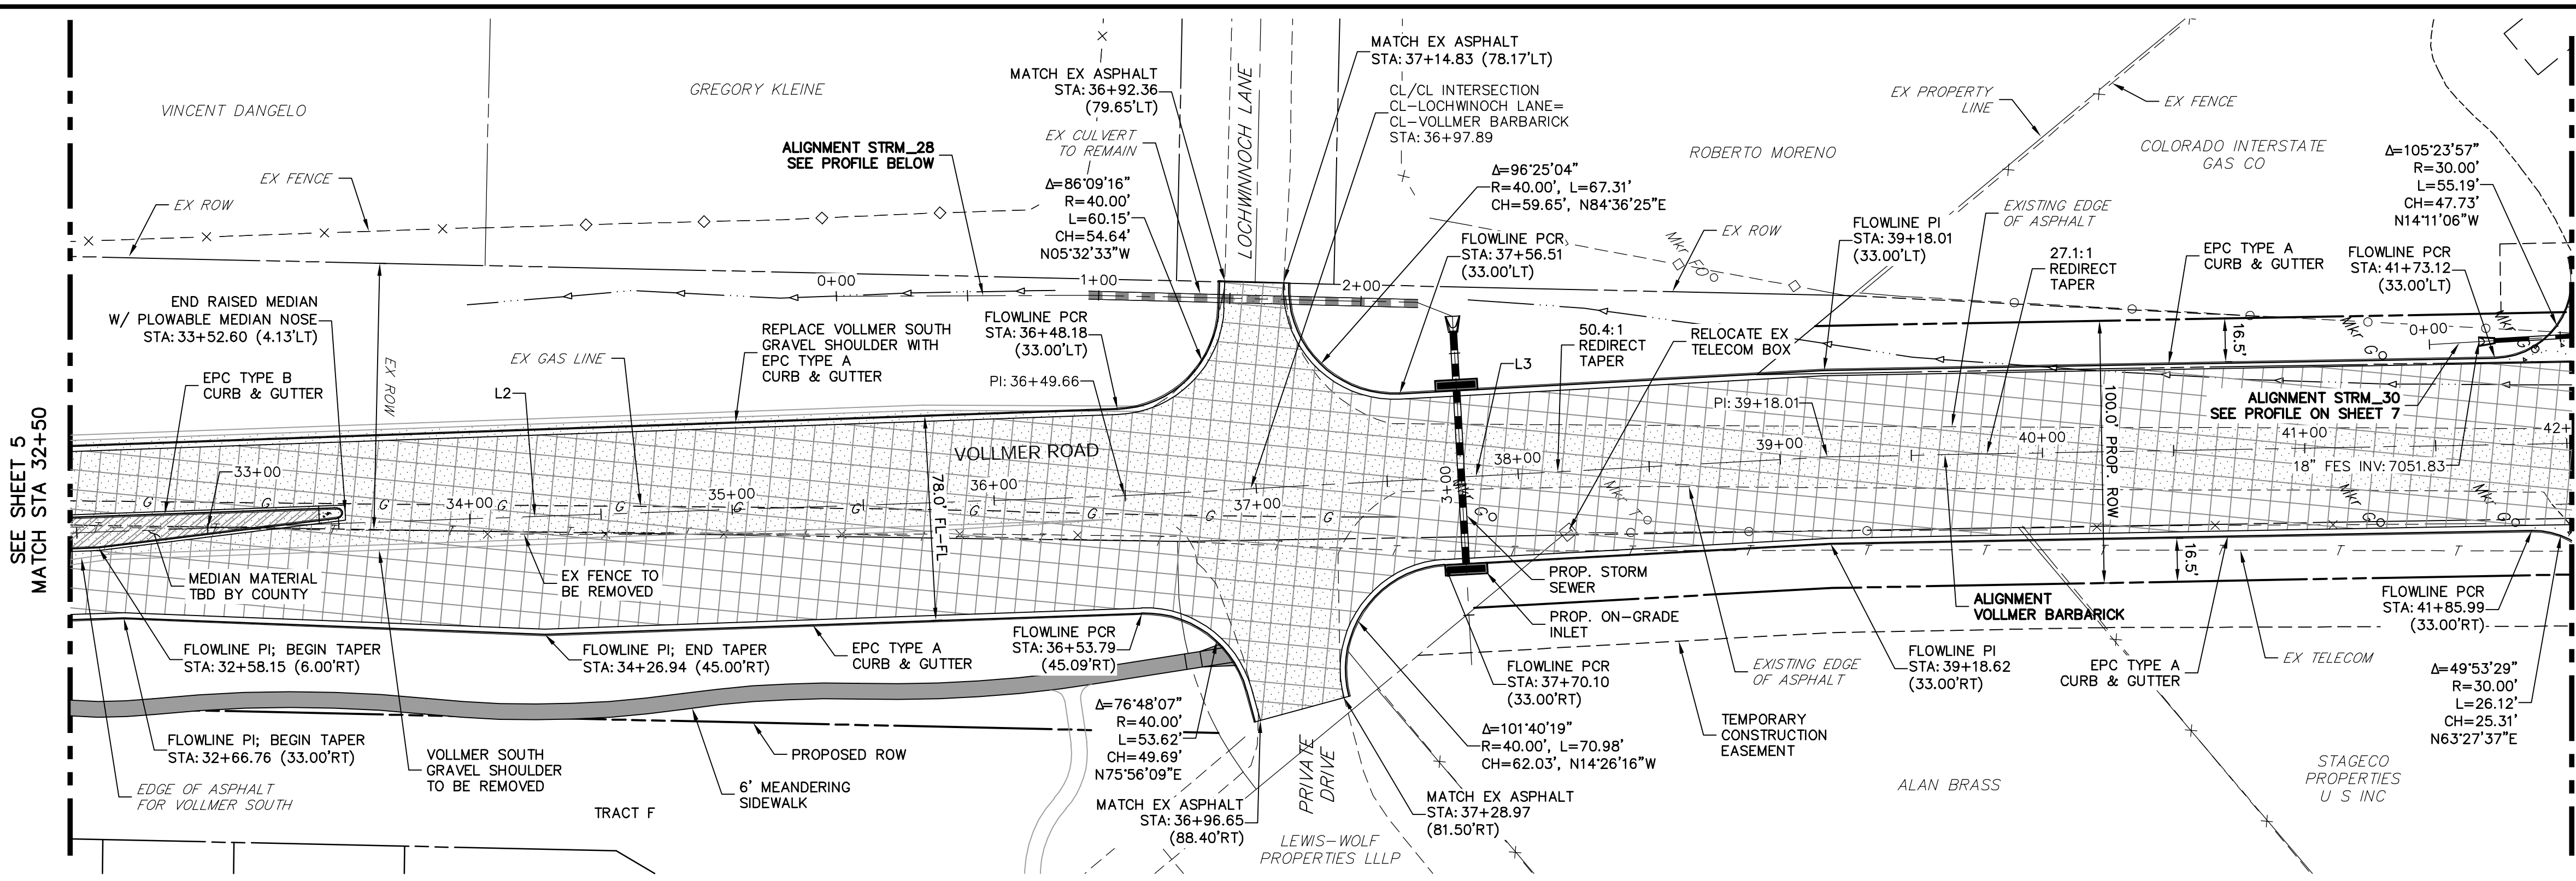 SEE SHEET 5
MATCH STA 32+50
VINCENT DANGELO
GREGORY KLEINE
EX FENCE
EX ROW
ALIGNMENT STRM_28
SEE PROFILE BELOW
MATCH EX ASPHALT
STA: 36+92.36
(79.65'LT)
EX CULVERT
TO REMAIN
Δ=86°09'16"
R=40.00'
L=60.15'
CH=54.64'
N05°32'33"W
LOCHWINNOCH LANE
MATCH EX ASPHALT
STA: 37+14.83 (78.17'LT)
CL/CL INTERSECTION
CL-LOCHWINOCH LANE=
CL-VOLLMER BARBARICK
STA: 36+97.89
Δ=96°25'04"
R=40.00', L=67.31'
CH=59.65', N84°36'25"E
FLOWLINE PCR
STA: 37+56.51
(33.00'LT)
ROBERTO MORENO
EX ROW
Mkr FO
EX PROPERTY
LINE
EX FENCE
COLORADO INTERSTATE
GAS CO
EXISTING EDGE
OF ASPHALT
FLOWLINE PI
STA: 39+18.01
(33.00'LT)
27.1:1
REDIRECT
TAPER
EPC TYPE A
CURB & GUTTER
FLOWLINE PCR
STA: 41+73.12
(33.00'LT)
Δ=105°23'57"
R=30.00'
L=55.19'
CH=47.73'
N14°11'06"W
END RAISED MEDIAN
W/ PLOWABLE MEDIAN NOSE
STA: 33+52.60 (4.13'LT)
EPC TYPE B
CURB & GUTTER
EX ROW
EX GAS LINE
L2
REPLACE VOLLMER SOUTH
GRAVEL SHOULDER WITH
EPC TYPE A
CURB & GUTTER
0+00
1+00
2+00
FLOWLINE PCR
STA: 36+48.18
(33.00'LT)
PI: 36+49.66
50.4:1
REDIRECT
TAPER
RELOCATE EX
TELECOM BOX
L3
16.5'
0+00
Mkr G
Mkr G
PI: 39+18.01
100.0' PROP. ROW
ALIGNMENT STRM_30
SEE PROFILE ON SHEET 7
18" FES INV: 7051.83
VOLLMER ROAD
78.0' FL-FL
33+00
34+00
35+00
36+00
37+00
38+00
39+00
40+00
41+00
42+
3+00
G G G G G G G G G
Mkr G
Mkr G
Mkr G
T T T T T T
MEDIAN MATERIAL
TBD BY COUNTY
EX FENCE TO
BE REMOVED
FLOWLINE PI; BEGIN TAPER
STA: 32+58.15 (6.00'RT)
FLOWLINE PI; END TAPER
STA: 34+26.94 (45.00'RT)
EPC TYPE A
CURB & GUTTER
FLOWLINE PCR
STA: 36+53.79
(45.09'RT)
PROP. STORM
SEWER
PROP. ON-GRADE
INLET
FLOWLINE PCR
STA: 37+70.10
(33.00'RT)
EXISTING EDGE
OF ASPHALT
ALIGNMENT
VOLLMER BARBARICK
FLOWLINE PI
STA: 39+18.62
(33.00'RT)
16.5'
EPC TYPE A
CURB & GUTTER
EX TELECOM
FLOWLINE PCR
STA: 41+85.99
(33.00'RT)
Δ=49°53'29"
R=30.00'
L=26.12'
CH=25.31'
N63°27'37"E
FLOWLINE PI; BEGIN TAPER
STA: 32+66.76 (33.00'RT)
EDGE OF ASPHALT
FOR VOLLMER SOUTH
VOLLMER SOUTH
GRAVEL SHOULDER
TO BE REMOVED
TRACT F
6' MEANDERING
SIDEWALK
PROPOSED ROW
Δ=76°48'07"
R=40.00'
L=53.62'
CH=49.69'
N75°56'09"E
MATCH EX ASPHALT
STA: 36+96.65
(88.40'RT)
PRIVATE
DRIVE
LEWIS-WOLF
PROPERTIES LLLP
MATCH EX ASPHALT
STA: 37+28.97
(81.50'RT)
Δ=101°40'19"
R=40.00', L=70.98'
CH=62.03', N14°26'16"W
TEMPORARY
CONSTRUCTION
EASEMENT
ALAN BRASS
STAGECO
PROPERTIES
U S INC